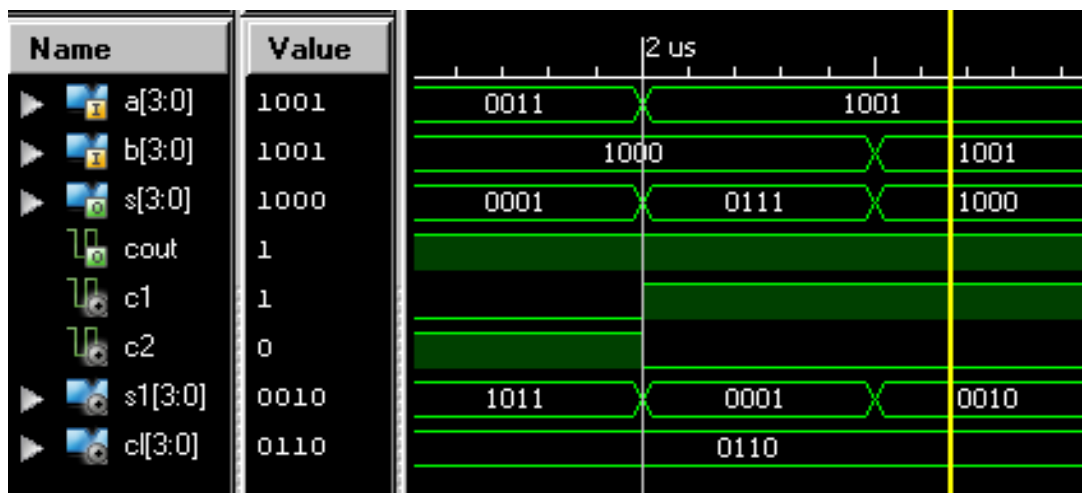 Name Value 2 us
a[3:0] 1001 0011 1001
b[3:0] 1001 1000 1001
s[3:0] 1000 0001 0111 1000
cout 1
c1 1
c2 0
s1[3:0] 0010 1011 0001 0010
cl[3:0] 0110 0110